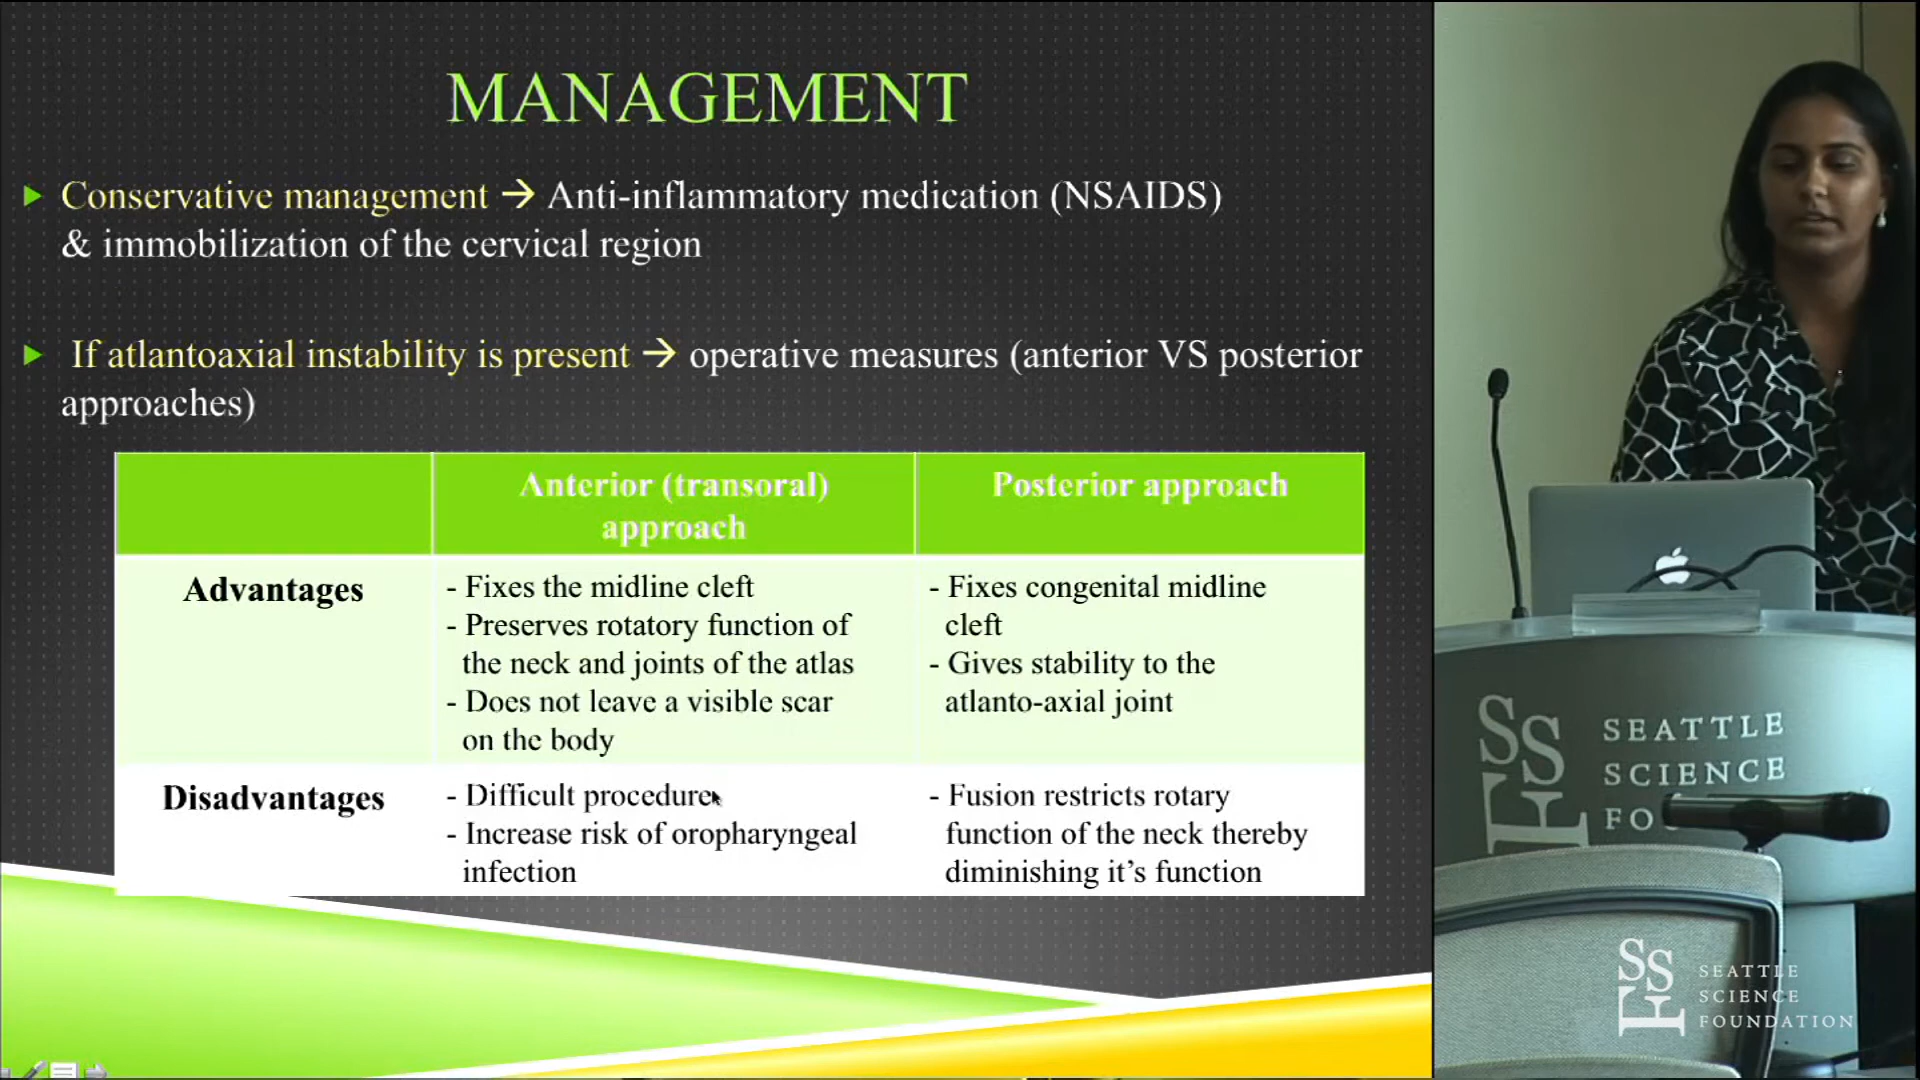 MANAGEMENT
Conservative management → Anti-inflammatory medication (NSAIDS)
& immobilization of the cervical region
If atlantoaxial instability is present → operative measures (anterior VS posterior
approaches)
Anterior (transoral)
approach
Posterior approach
Advantages
- Fixes the midline cleft
- Preserves rotatory function of
the neck and joints of the atlas
- Does not leave a visible scar
on the body
- Fixes congenital midline
cleft
- Gives stability to the
atlanto-axial joint
Disadvantages
- Difficult procedure
- Increase risk of oropharyngeal
infection
- Fusion restricts rotary
function of the neck thereby
diminishing it’s function
SEATTLE
SCIENCE
FO
SEATTLE
SCIENCE
FOUNDATION